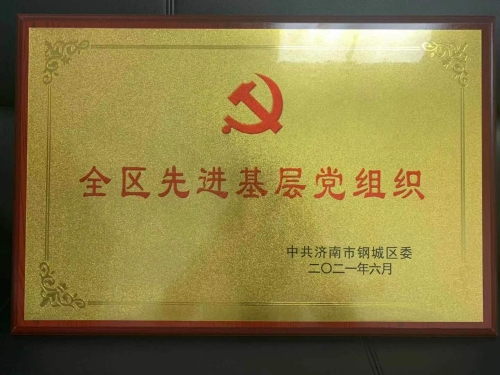 全区先进基层党组织
中共济南市钢城区委
二〇二一年六月